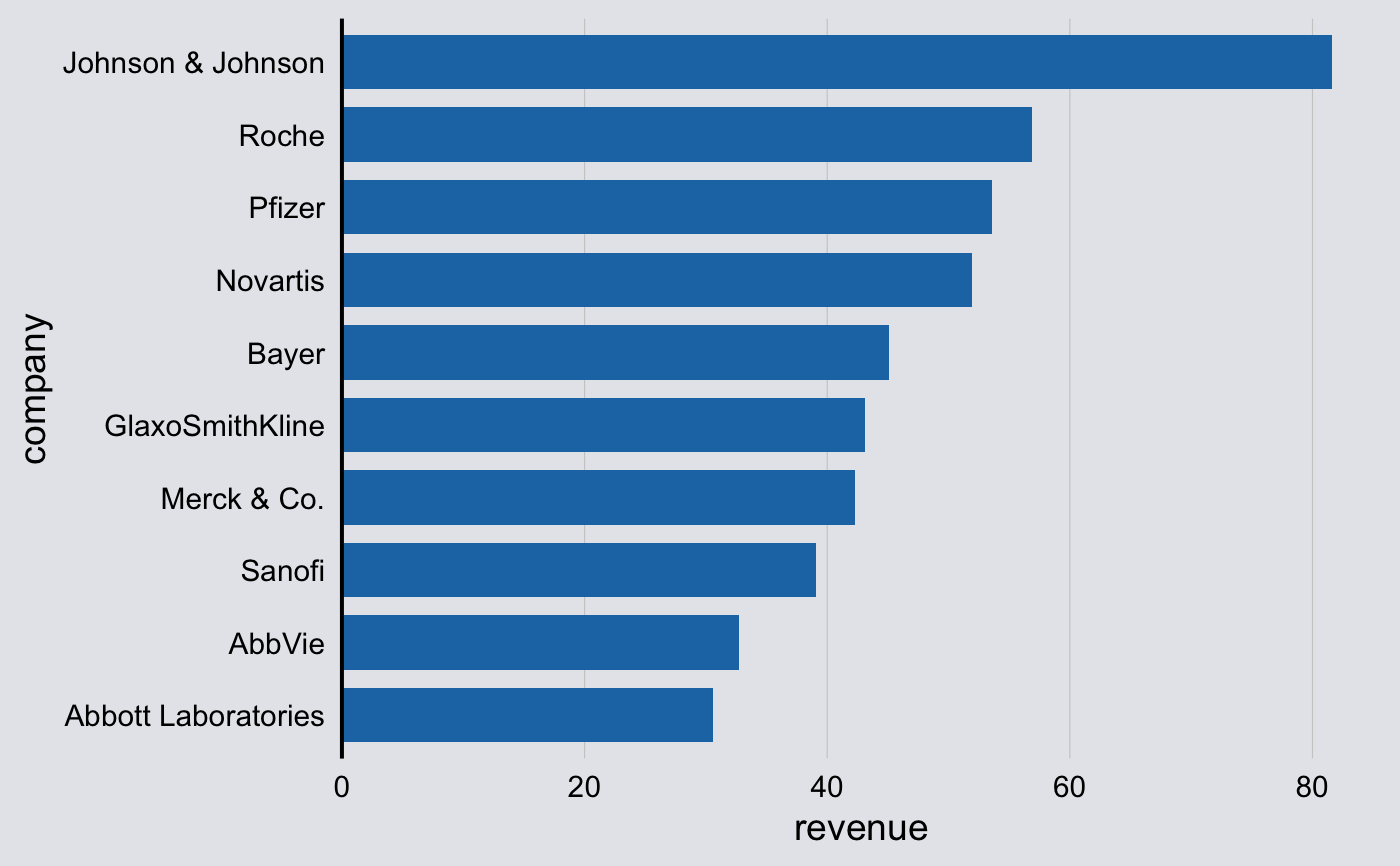 Johnson & Johnson
Roche
Pfizer
Novartis
Bayer
GlaxoSmithKline
Merck & Co.
Sanofi
AbbVie
Abbott Laboratories
company
0 20 40 60 80
revenue